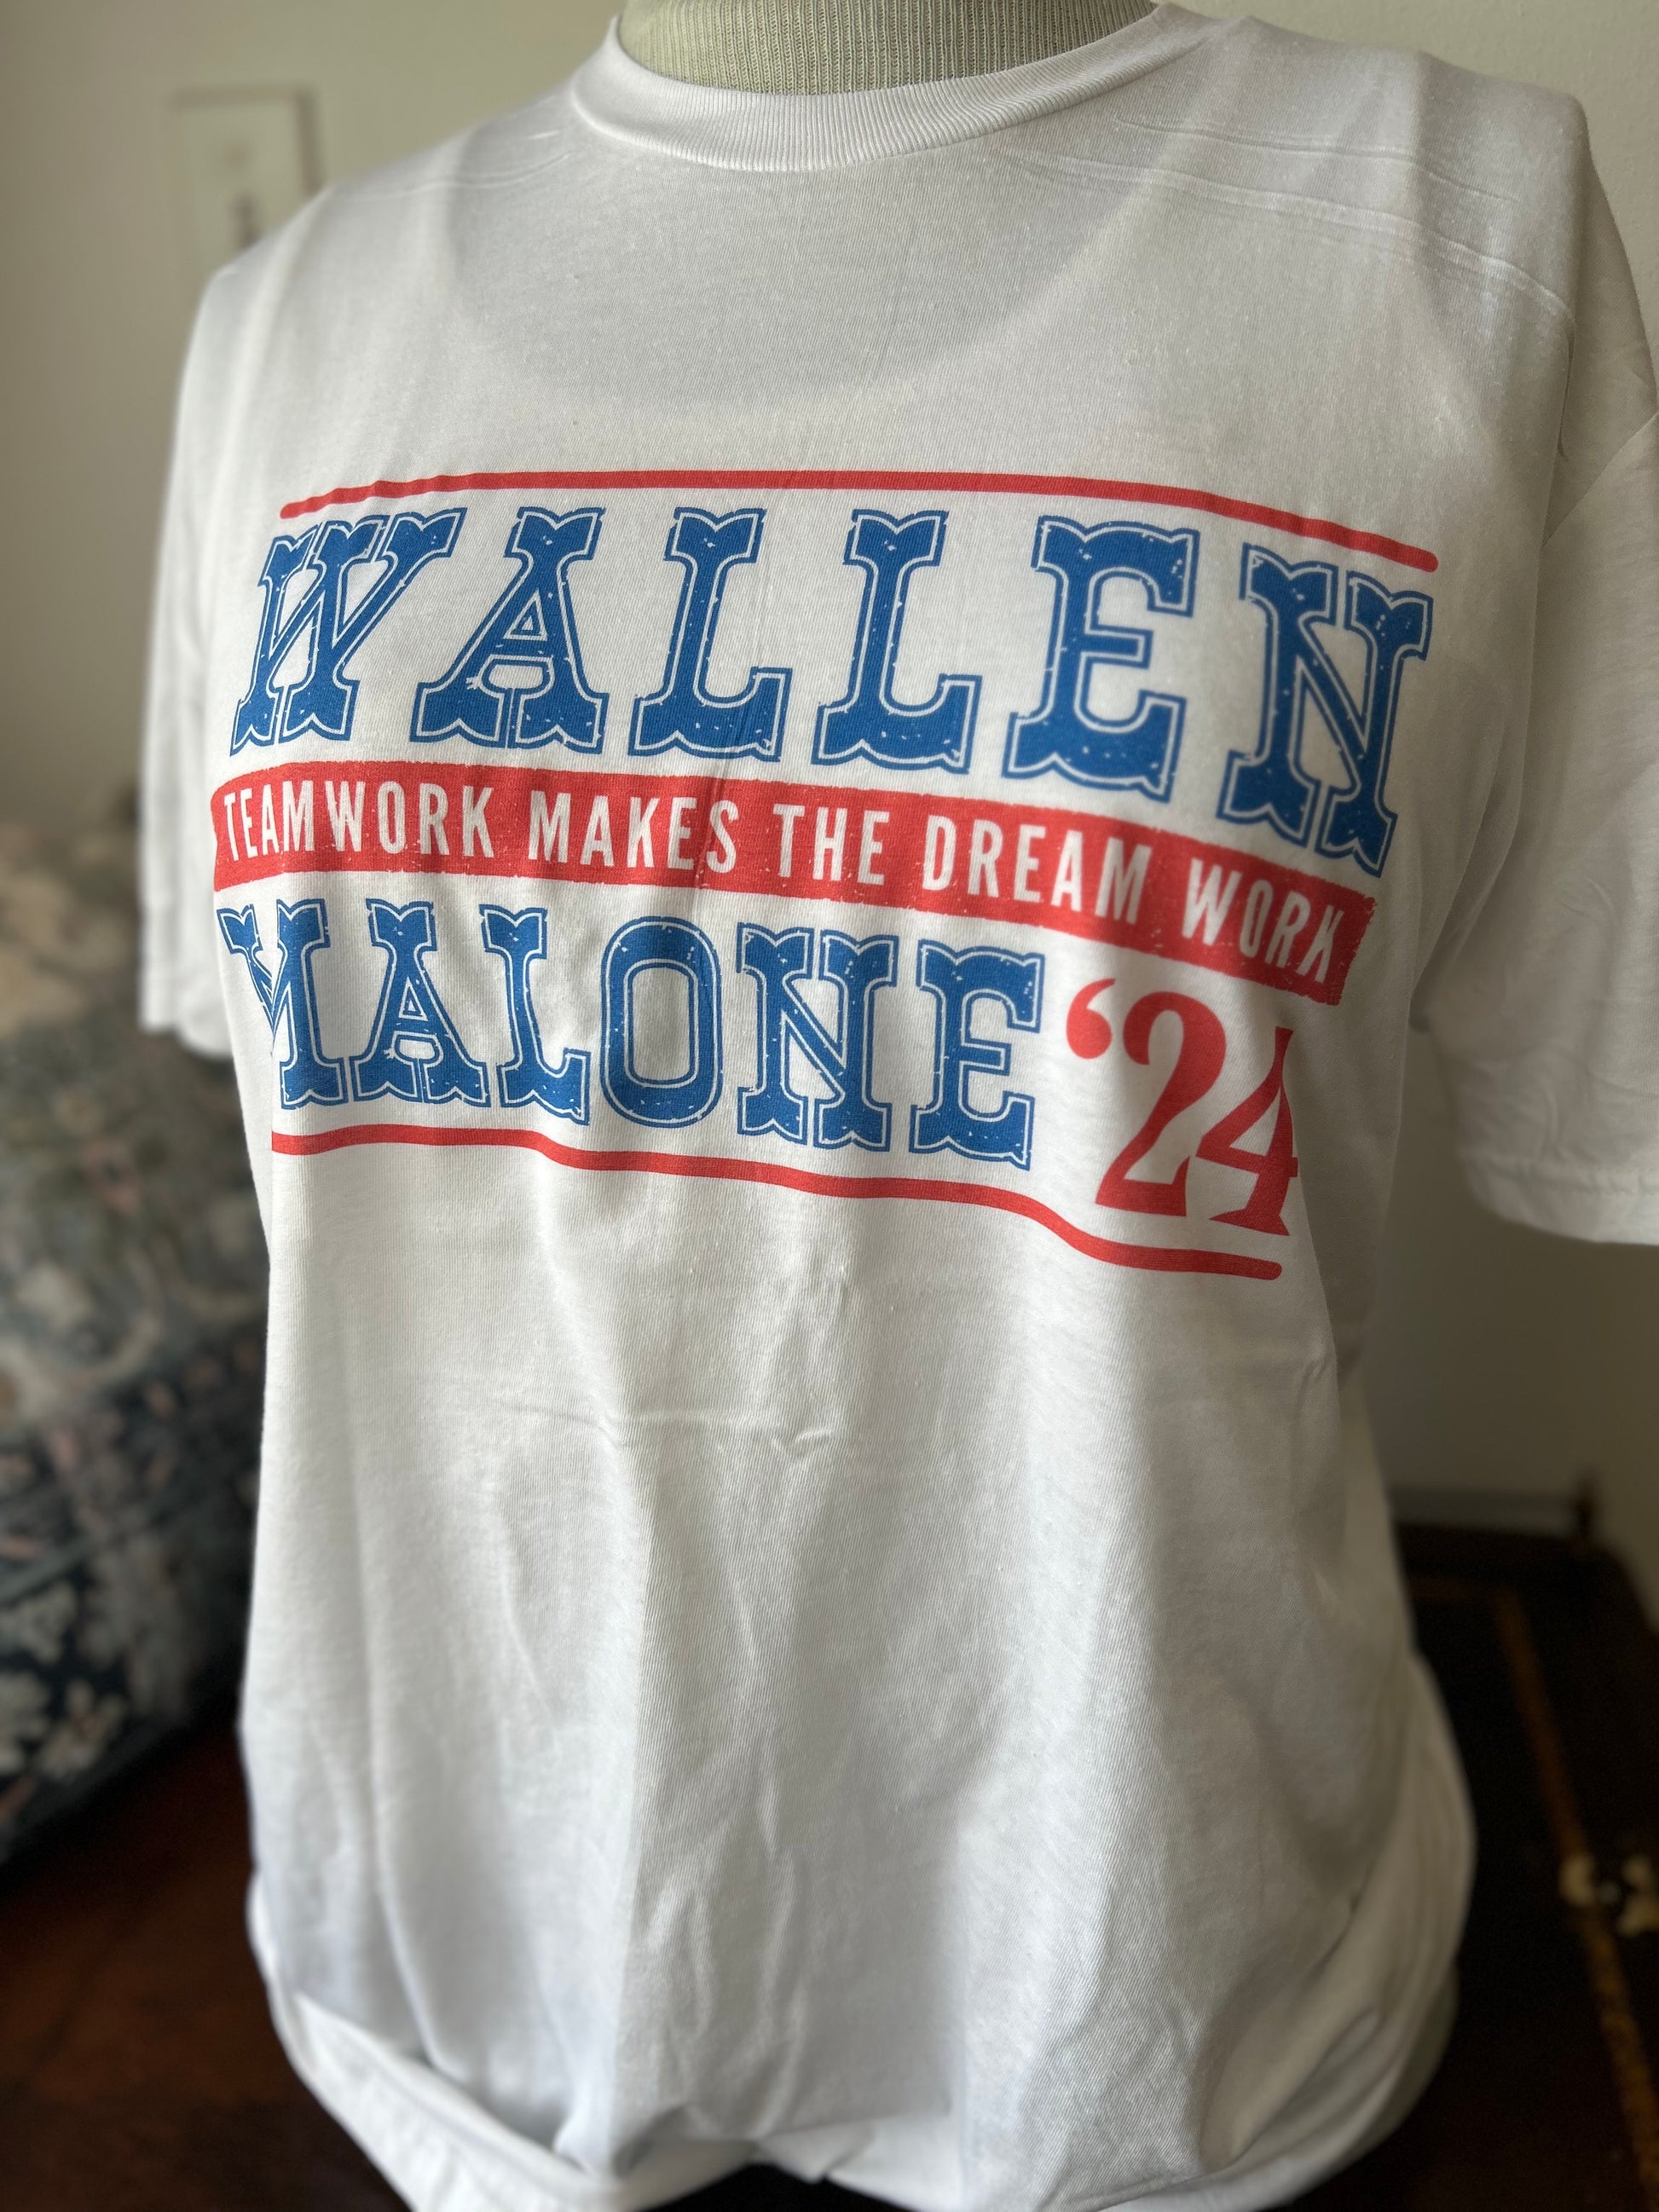 WALLEN
TEAMWORK MAKES THE DREAM WORK
MALONE ‘24